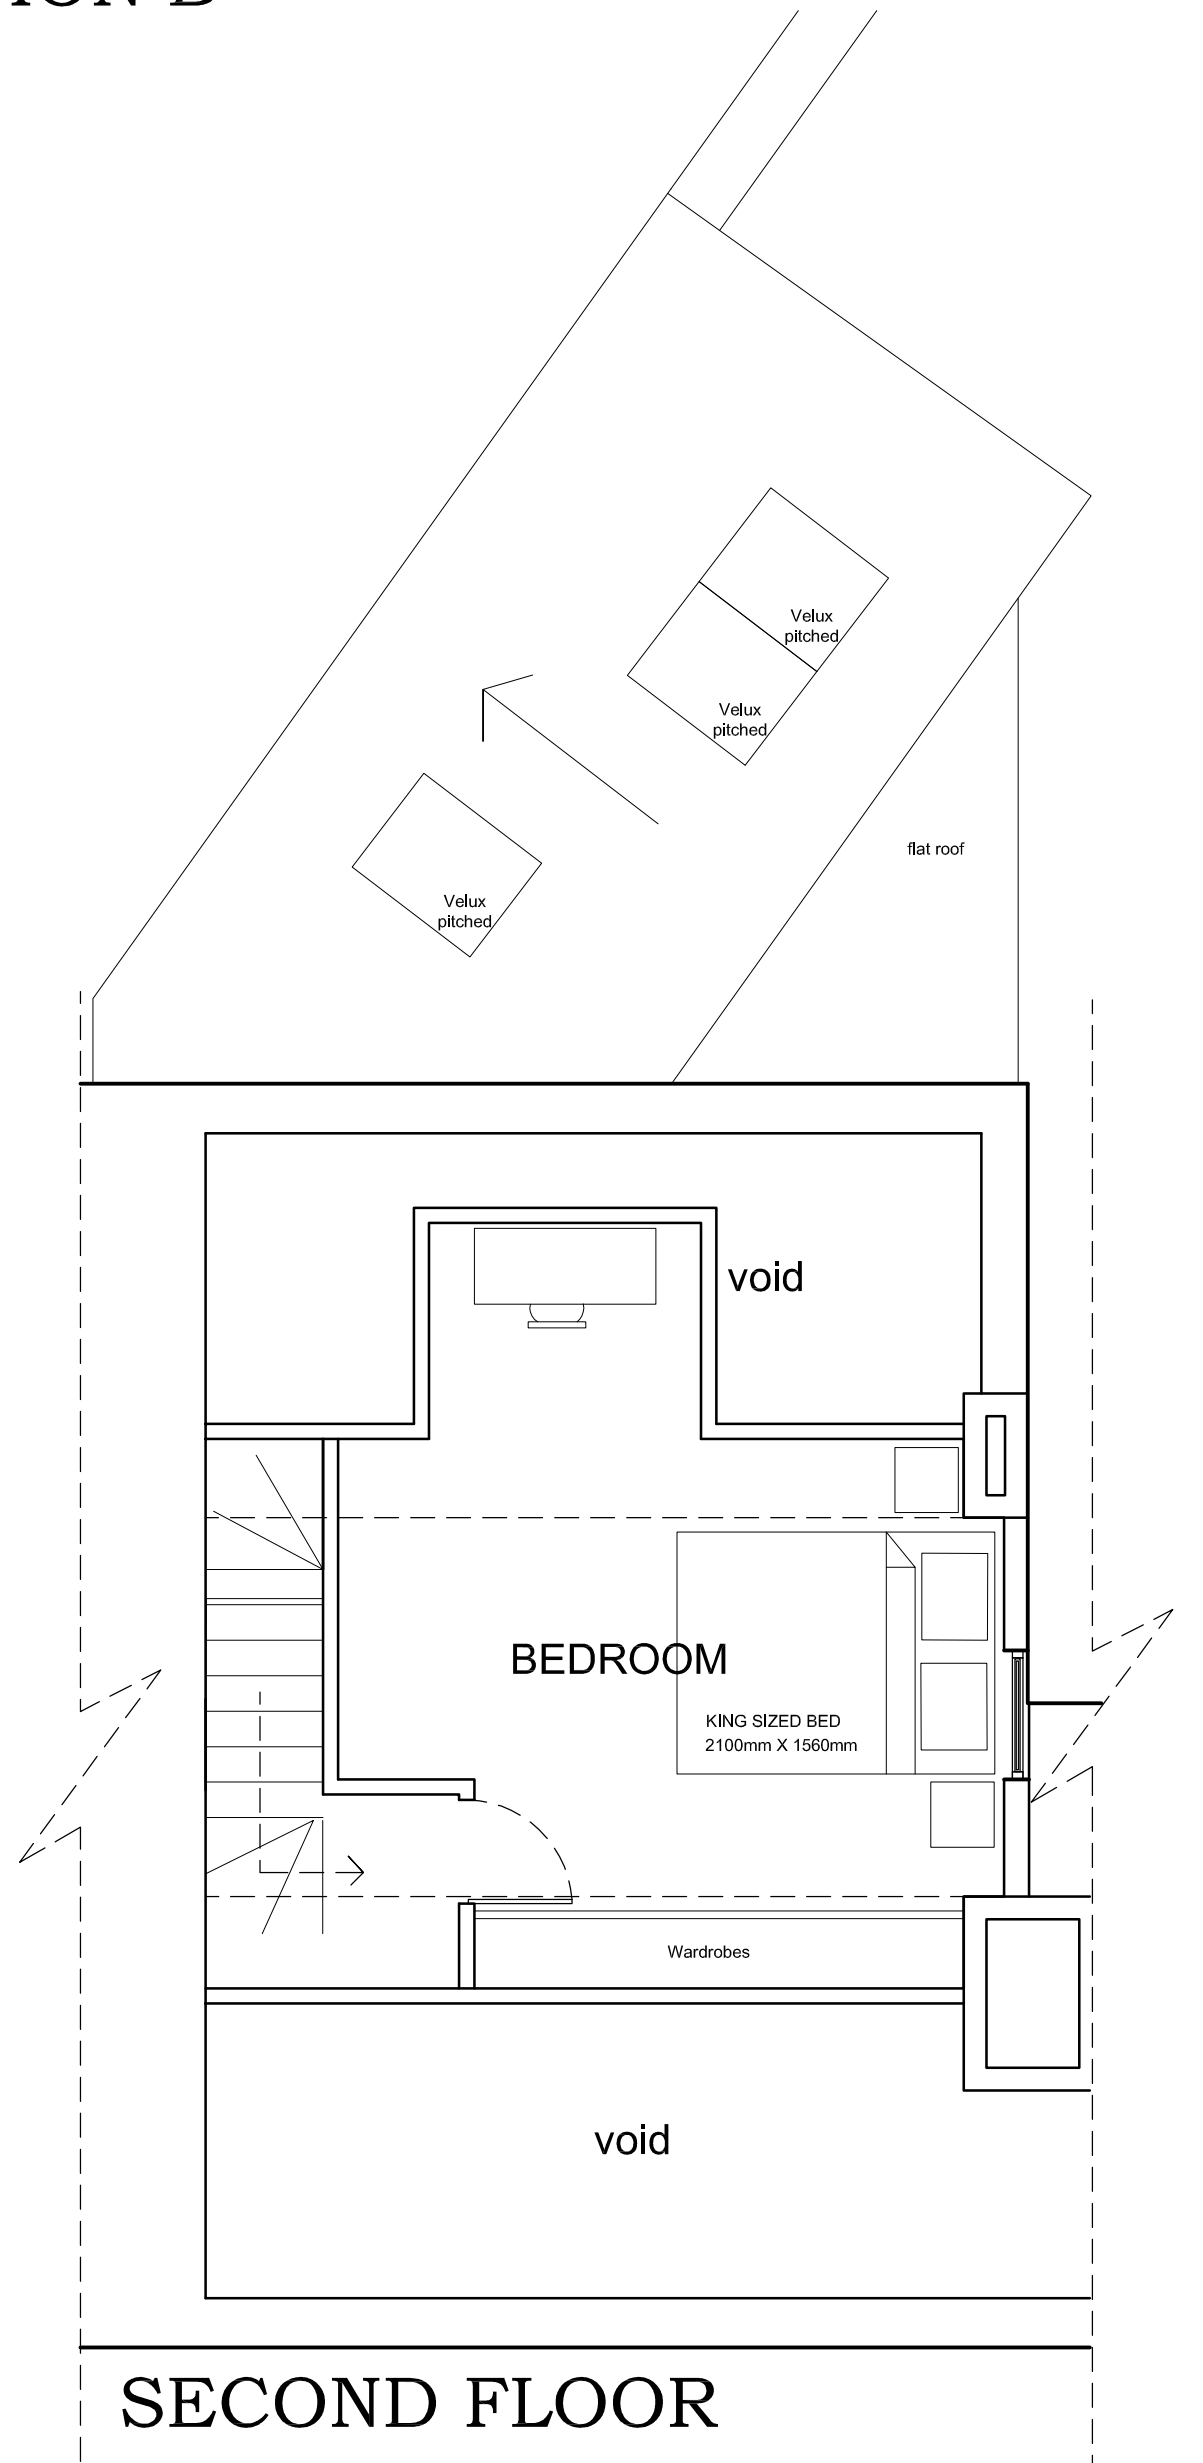 ION B
Velux
pitched
Velux
pitched
flat roof
Velux
pitched
void
BEDROOM
KING SIZED BED
2100mm X 1560mm
Wardrobes
void
SECOND FLOOR